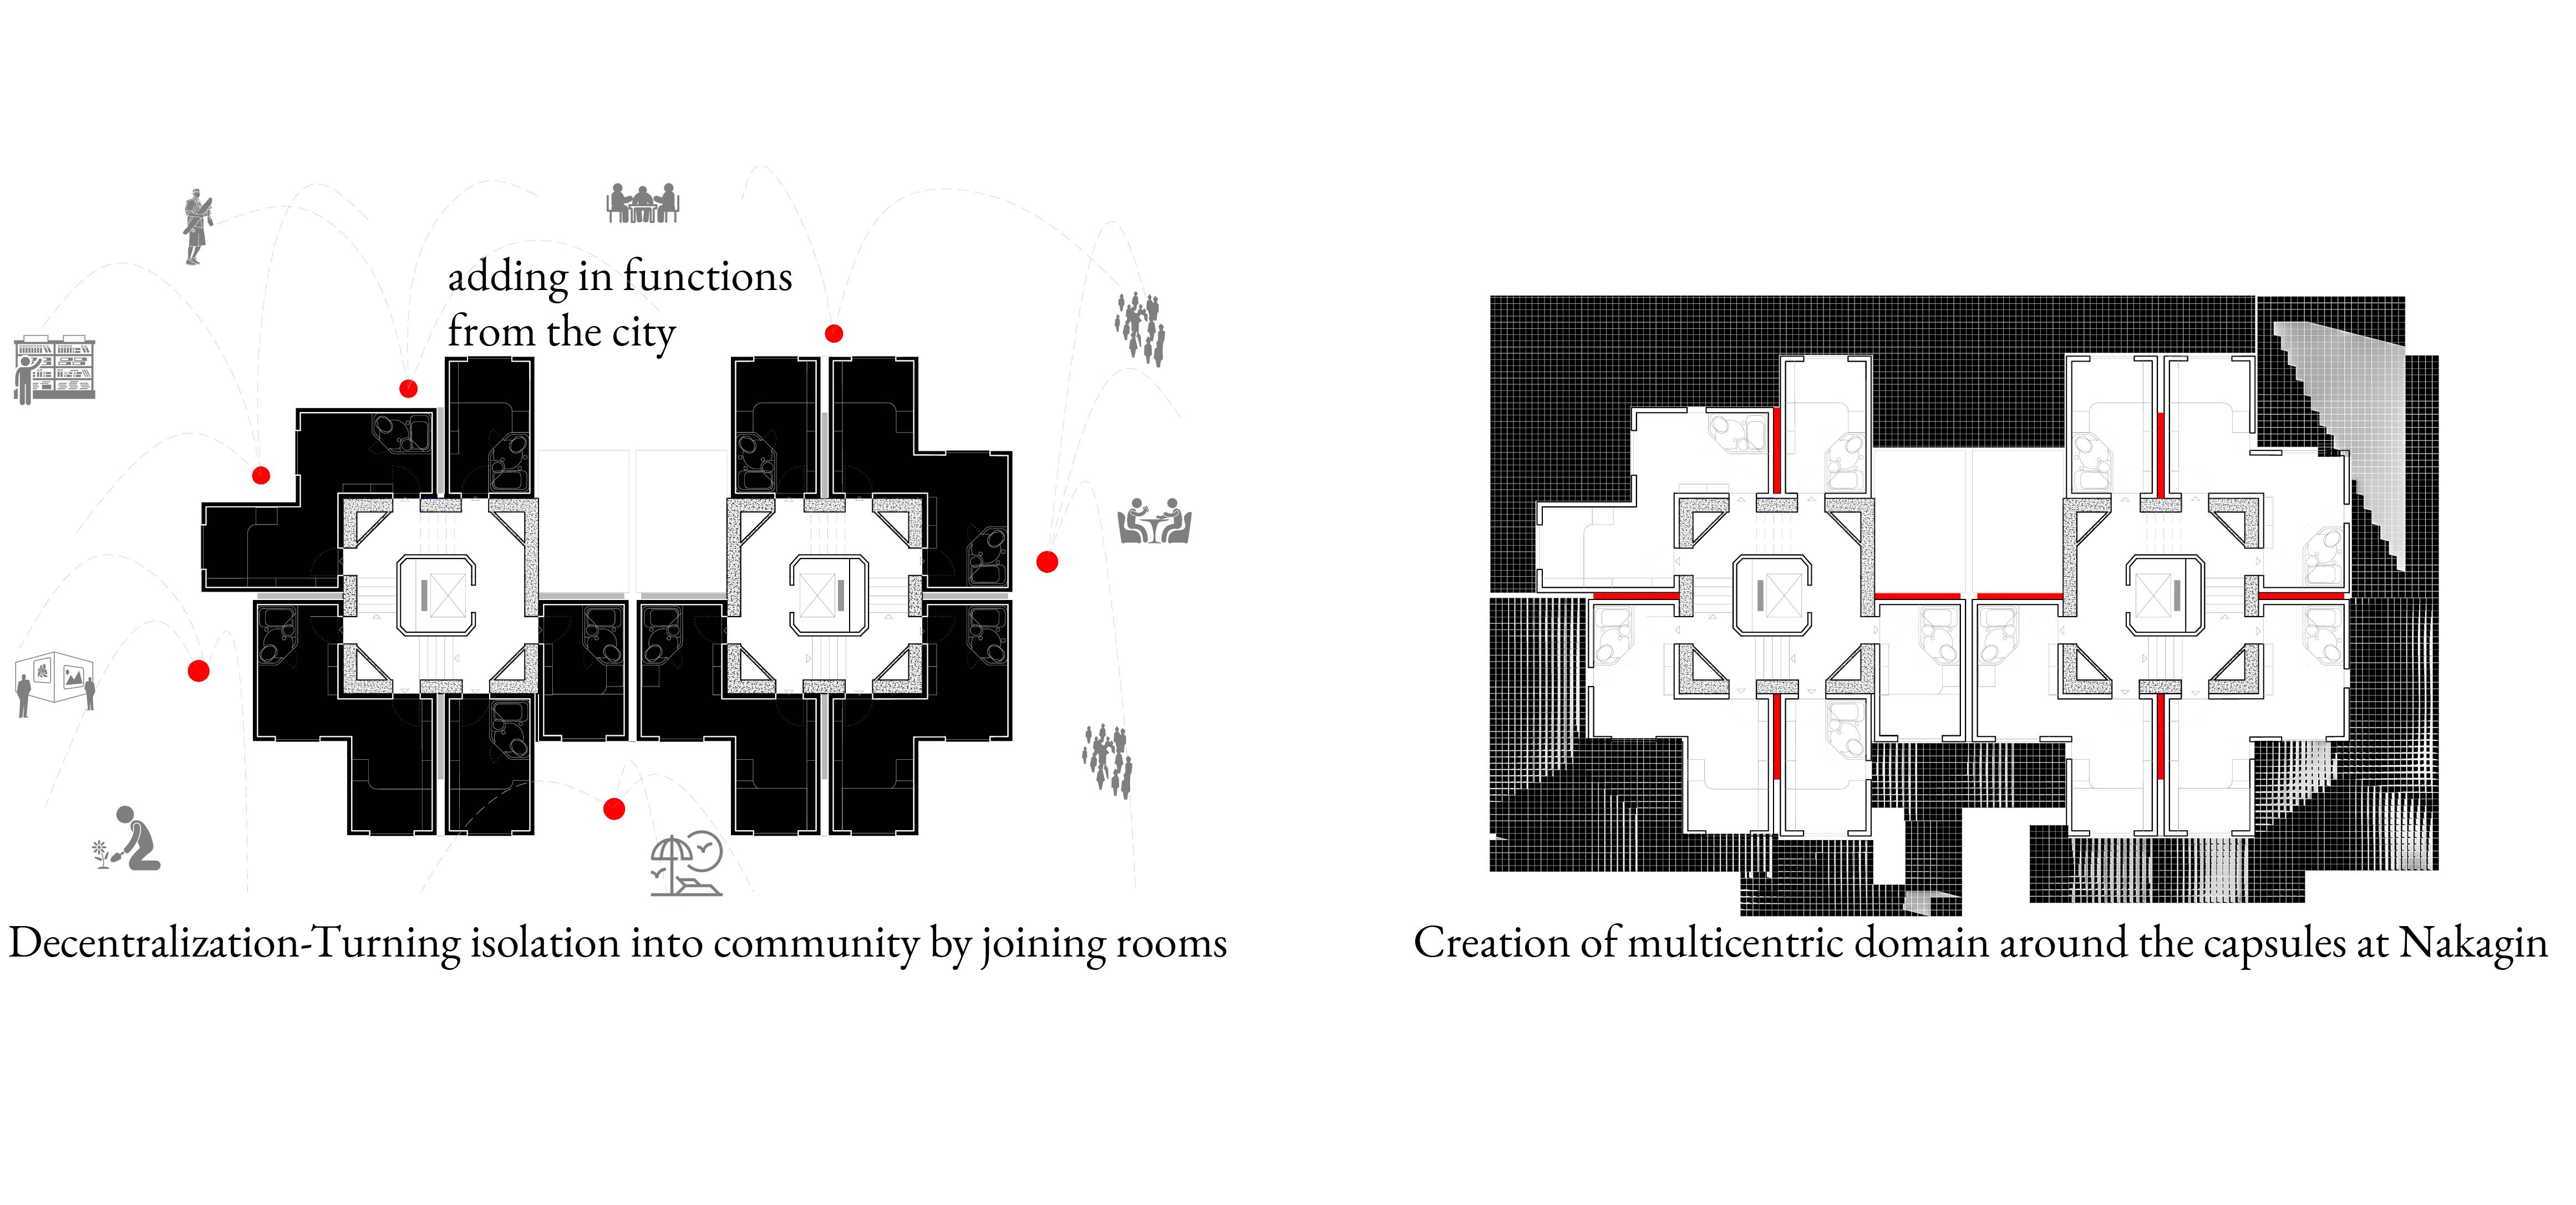 adding in functions
from the city
Decentralization-Turning isolation into community by joining rooms
Creation of multicentric domain around the capsules at Nakagin